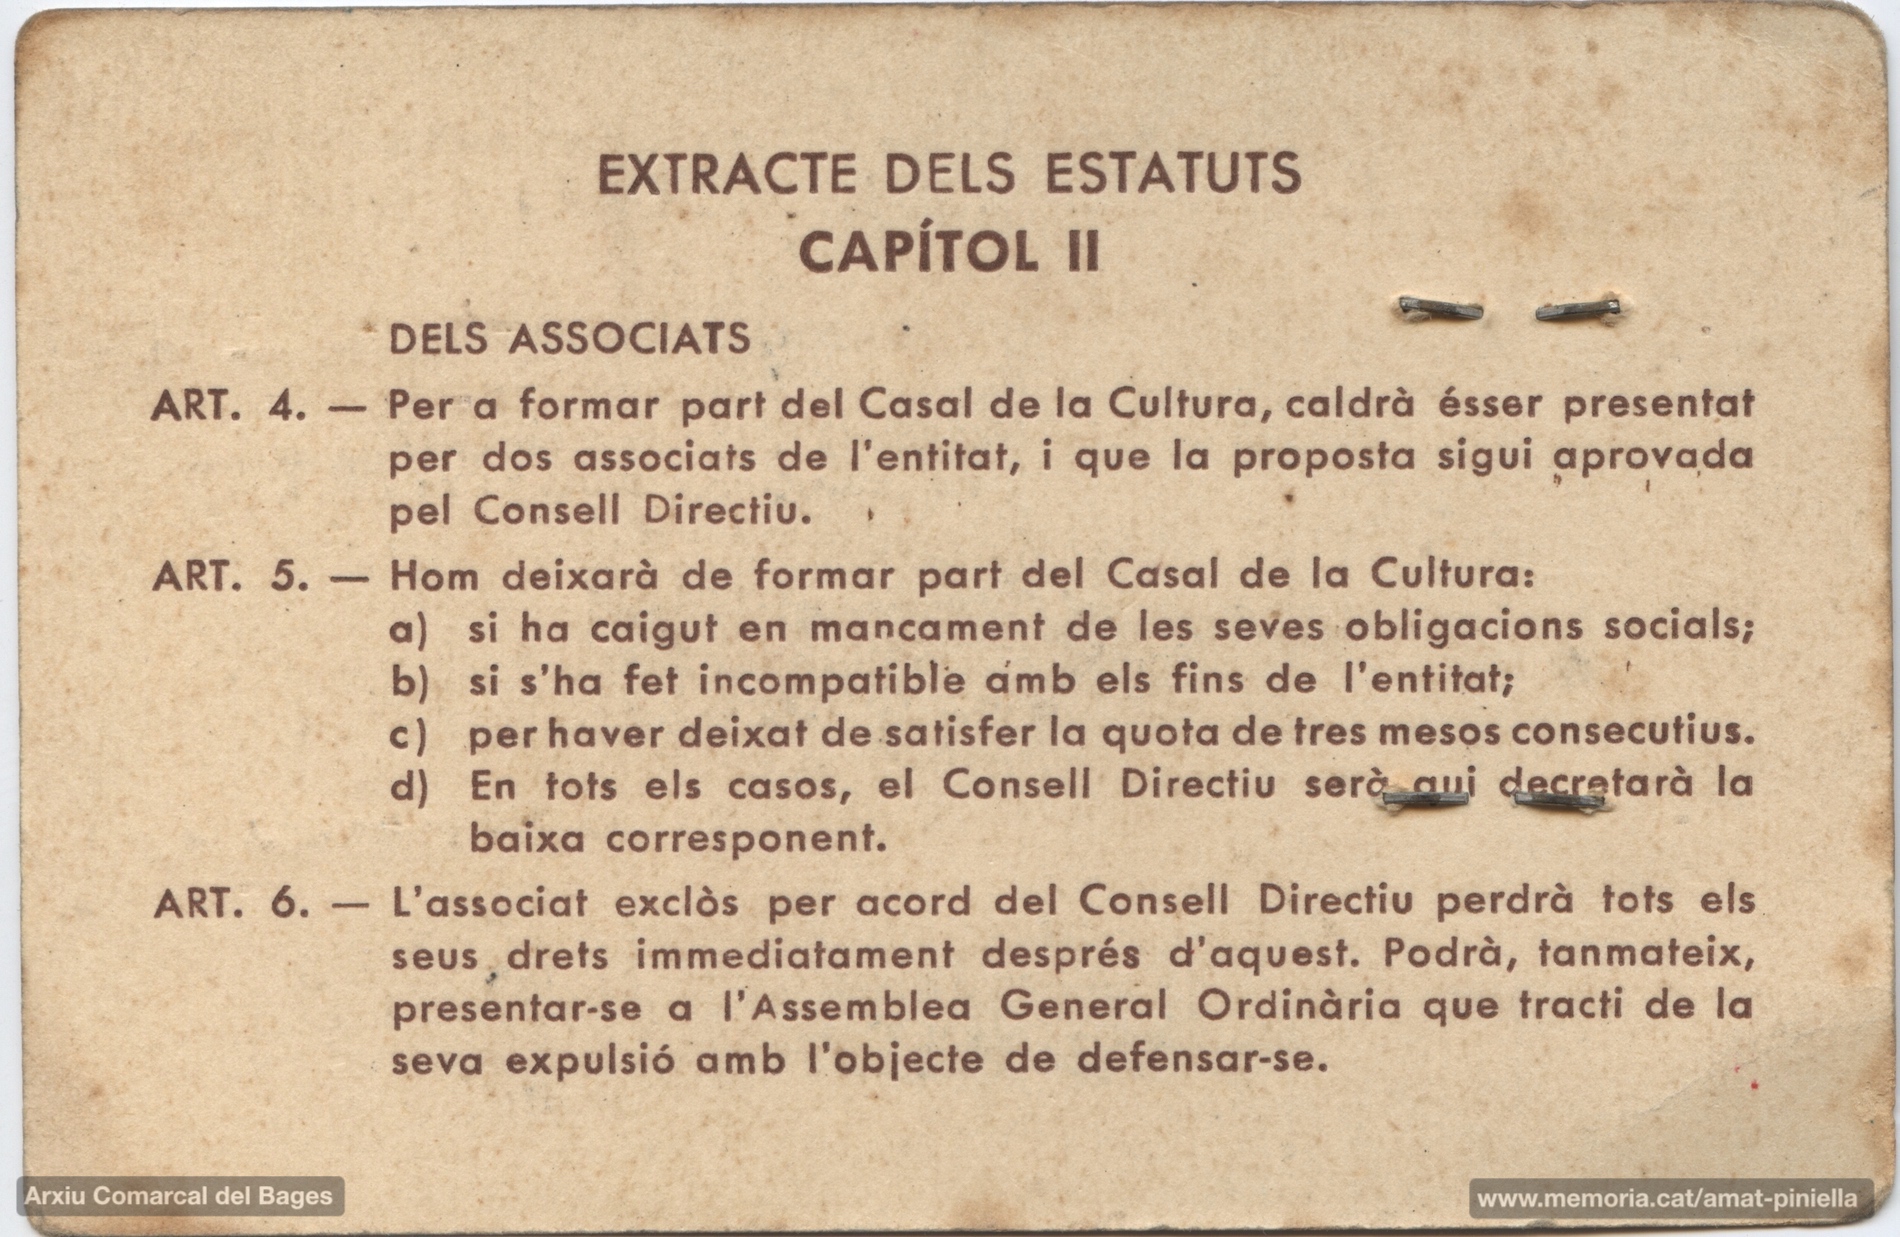 EXTRACTE DELS ESTATUTS
CAPÍTOL II
DELS ASSOCIATS
ART. 4. — Per a formar part del Casal de la Cultura, caldrà ésser presentat
per dos associats de l'entitat, i que la proposta sigui aprovada
pel Consell Directiu.
ART. 5. — Hom deixarà de formar part del Casal de la Cultura:
a) si ha caigut en mancament de les seves obligacions socials;
b) si s'ha fet incompatible amb els fins de l'entitat;
c) per haver deixat de satisfer la quota de tres mesos consecutius.
d) En tots els casos, el Consell Directiu serà qui decretarà la
baixa corresponent.
ART. 6. — L'associat exclòs per acord del Consell Directiu perdrà tots els
seus drets immediatament després d'aquest. Podrà, tanmateix,
presentar-se a l'Assemblea General Ordinària que tracti de la
seva expulsió amb l'objecte de defensar-se.
Arxiu Comarcal del Bages
www.memoria.cat/amat-piniella